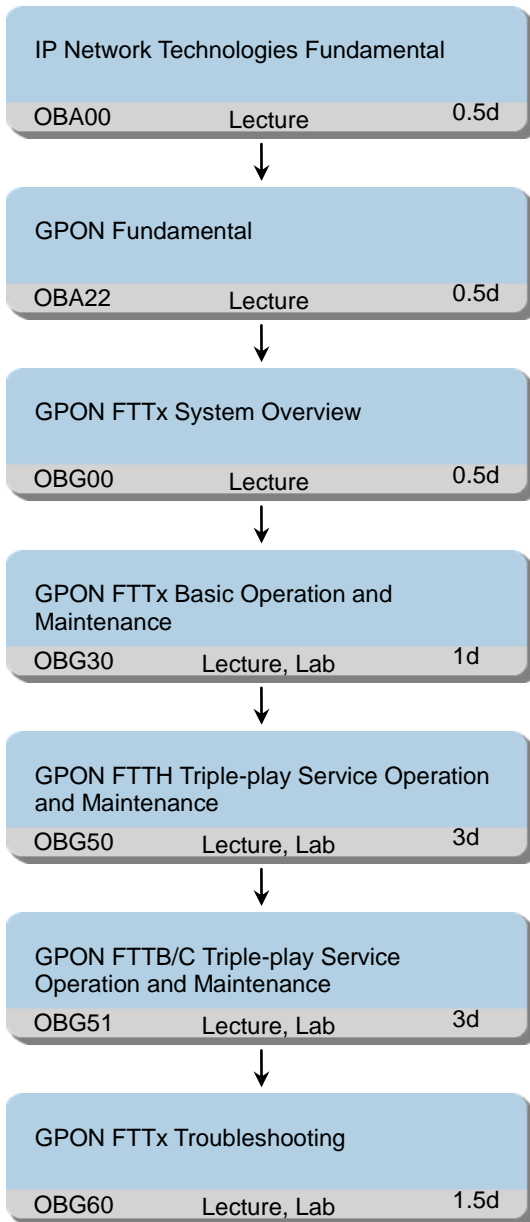 IP Network Technologies Fundamental
OBA00 Lecture 0.5d
GPON Fundamental
OBA22 Lecture 0.5d
GPON FTTx System Overview
OBG00 Lecture 0.5d
GPON FTTx Basic Operation and
Maintenance
OBG30 Lecture, Lab 1d
GPON FTTH Triple-play Service Operation
and Maintenance
OBG50 Lecture, Lab 3d
GPON FTTB/C Triple-play Service
Operation and Maintenance
OBG51 Lecture, Lab 3d
GPON FTTx Troubleshooting
OBG60 Lecture, Lab 1.5d